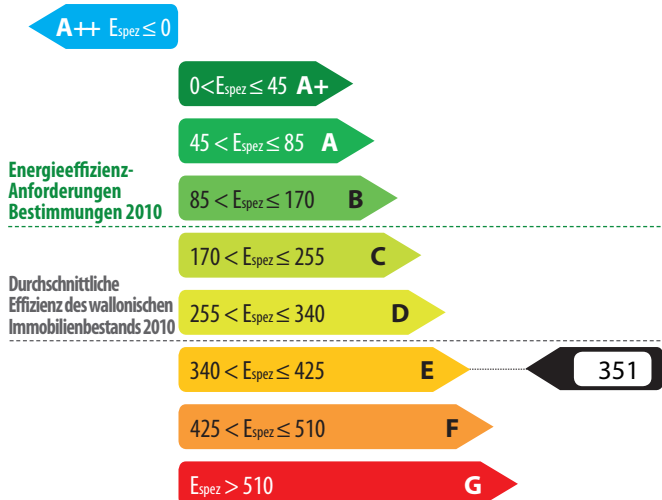 A++ Espez ≤ 0
0<Espez ≤ 45 A+
45 < Espez ≤ 85 A
Energieeffizienz-
Anforderungen
Bestimmungen 2010
85 < Espez ≤ 170 B
170 < Espez ≤ 255 C
Durchschnittliche
Effizienz des wallonischen
Immobilienbestands 2010
255 < Espez ≤ 340 D
340 < Espez ≤ 425 E
351
425 < Espez ≤ 510 F
Espez > 510 G